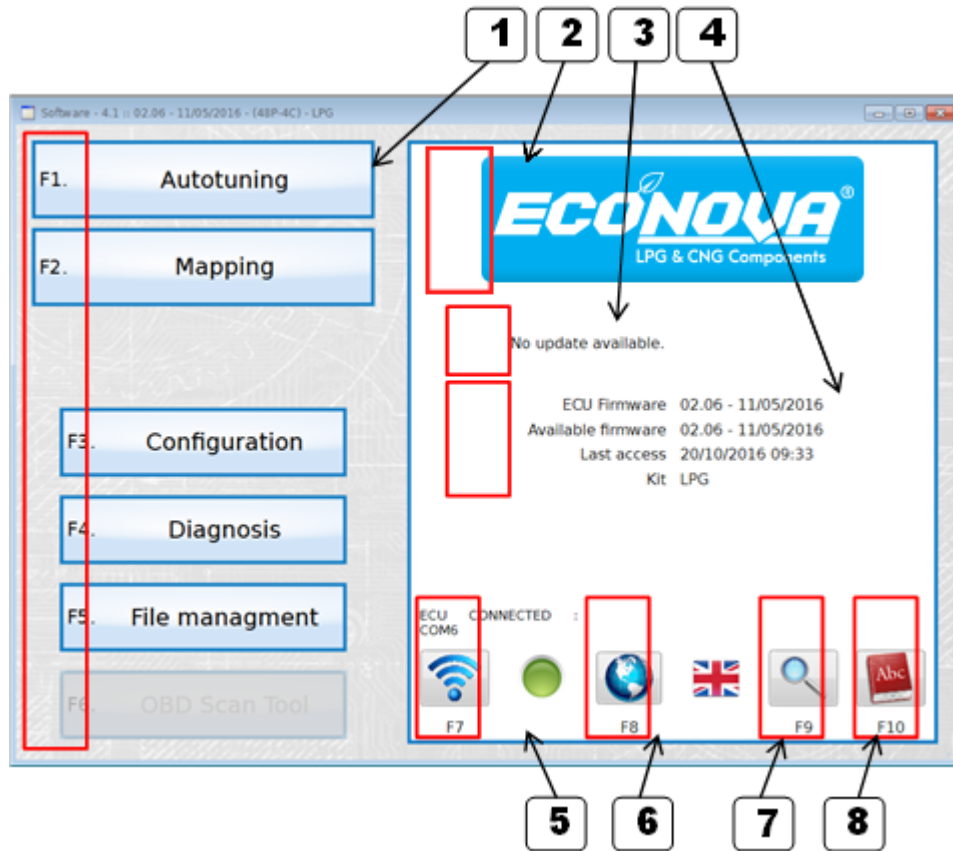 1 2 3 4
Software - 4.1 :: 02.06 - 11/05/2016 - (48P-4C) - LPG
F1. Autotuning
F2. Mapping
F3. Configuration
F4. Diagnosis
F5. File managment
F6. OBD Scan Tool
ECONOVA®
LPG & CNG Components
No update available.
ECU Firmware 02.06 - 11/05/2016
Available firmware 02.06 - 11/05/2016
Last access 20/10/2016 09:33
Kit LPG
ECU CONNECTED :
COM6
Abc
F7 F8 F9 F10
5 6 7 8